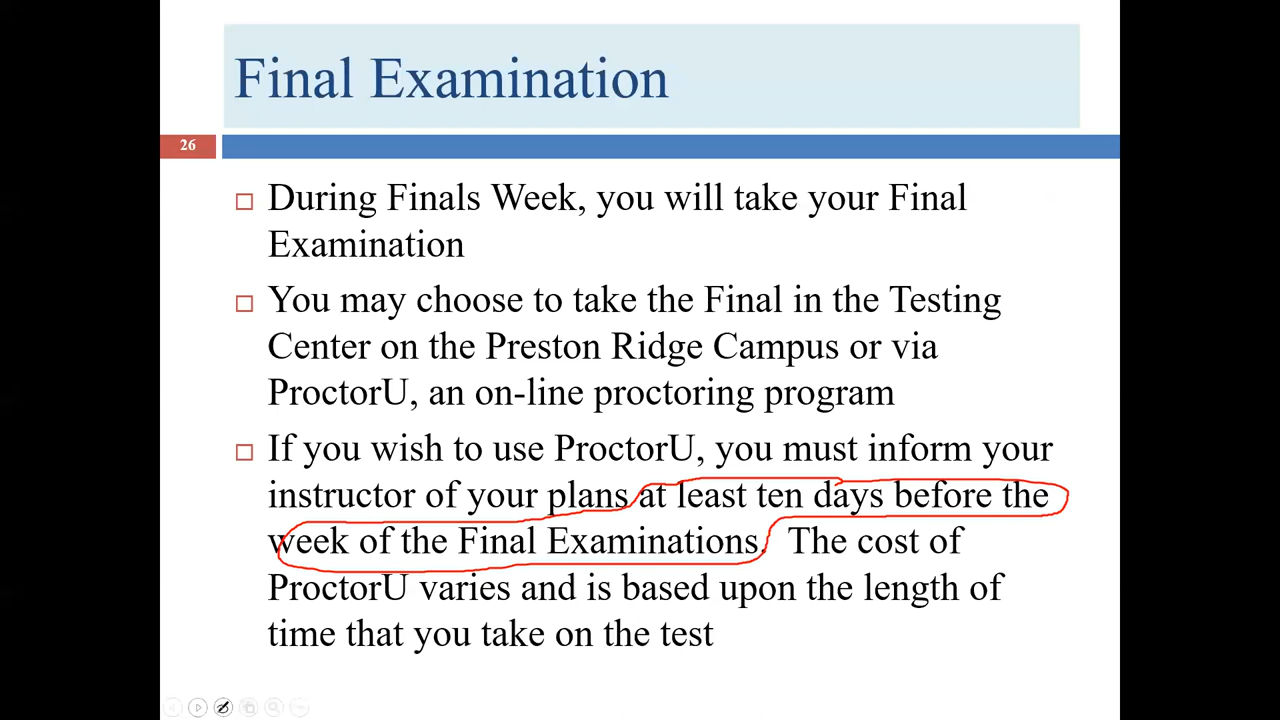 Final Examination
26
During Finals Week, you will take your Final
Examination
You may choose to take the Final in the Testing
Center on the Preston Ridge Campus or via
ProctorU, an on-line proctoring program
If you wish to use ProctorU, you must inform your
instructor of your plans at least ten days before the
week of the Final Examinations. The cost of
ProctorU varies and is based upon the length of
time that you take on the test